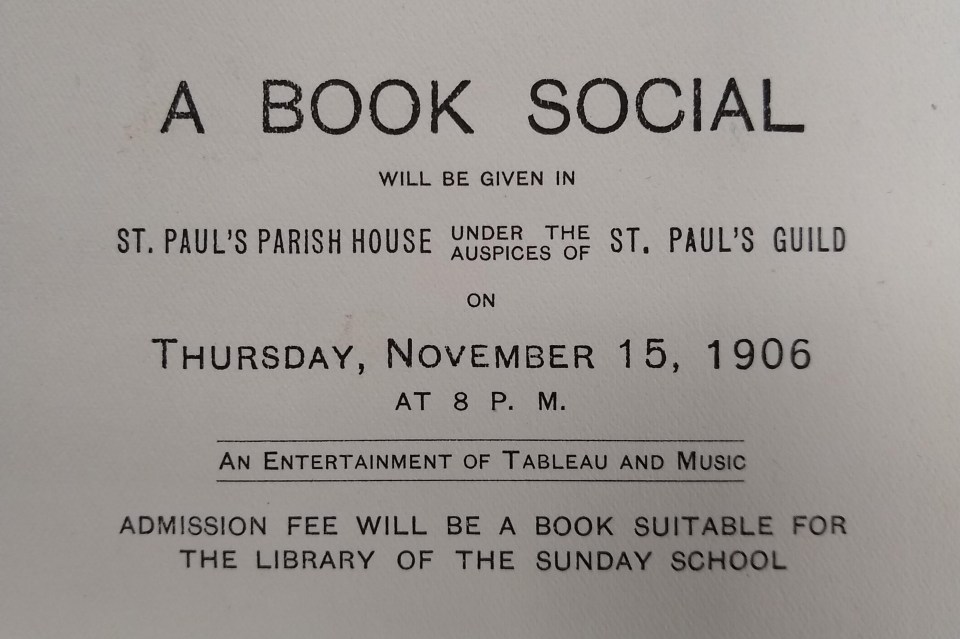 A BOOK SOCIAL
WILL BE GIVEN IN
ST. PAUL'S PARISH HOUSE UNDER THE AUSPICES OF ST. PAUL'S GUILD
ON
THURSDAY, NOVEMBER 15, 1906
AT 8 P. M.
AN ENTERTAINMENT OF TABLEAU AND MUSIC
ADMISSION FEE WILL BE A BOOK SUITABLE FOR
THE LIBRARY OF THE SUNDAY SCHOOL